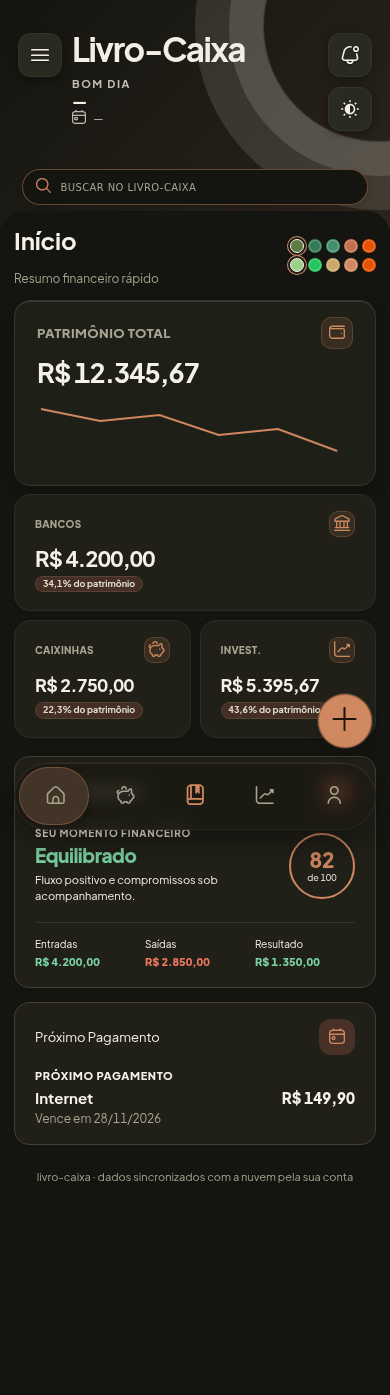 Livro-Caixa
BOM DIA
—
—
BUSCAR NO LIVRO-CAIXA
Início
Resumo financeiro rápido
PATRIMÔNIO TOTAL
R$ 12.345,67
BANCOS
R$ 4.200,00
34,1% do patrimônio
CAIXINHAS
R$ 2.750,00
22,3% do patrimônio
INVEST.
R$ 5.395,67
43,6% do patrimônio
SEU MOMENTO FINANCEIRO
Equilibrado
Fluxo positivo e compromissos sob
acompanhamento.
82
de 100
Entradas
R$ 4.200,00
Saídas
R$ 2.850,00
Resultado
R$ 1.350,00
Próximo Pagamento
PRÓXIMO PAGAMENTO
Internet
R$ 149,90
Vence em 28/11/2026
livro-caixa · dados sincronizados com a nuvem pela sua conta